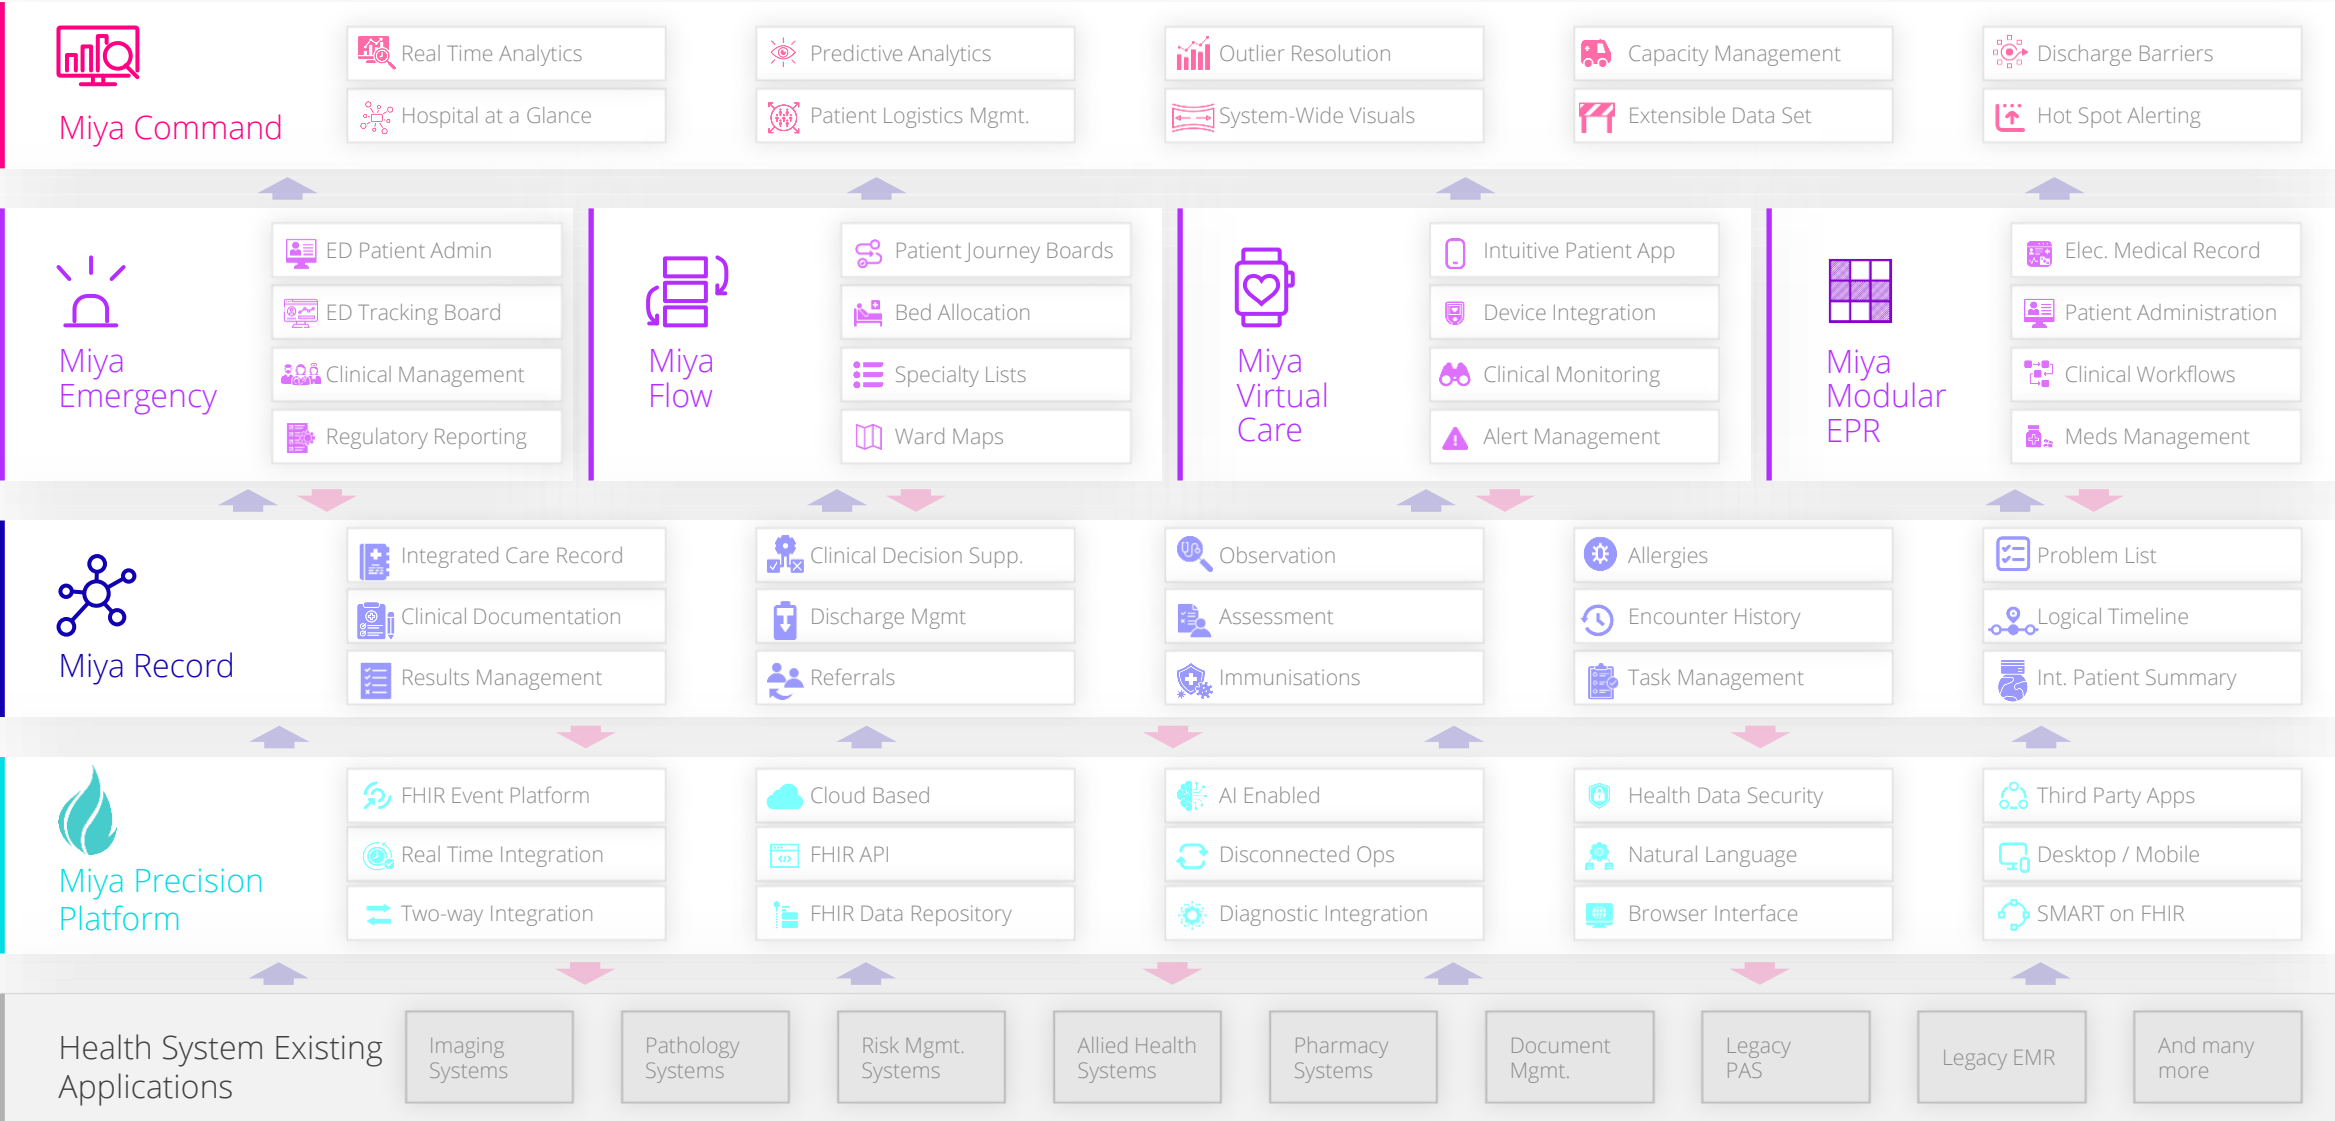 Miya Command
Real Time Analytics
Predictive Analytics
Outlier Resolution
Capacity Management
Discharge Barriers
Hospital at a Glance
Patient Logistics Mgmt.
System-Wide Visuals
Extensible Data Set
Hot Spot Alerting
Miya
Emergency
ED Patient Admin
ED Tracking Board
Clinical Management
Regulatory Reporting
Miya
Flow
Patient Journey Boards
Bed Allocation
Specialty Lists
Ward Maps
Miya
Virtual
Care
Intuitive Patient App
Device Integration
Clinical Monitoring
Alert Management
Miya
Modular
EPR
Elec. Medical Record
Patient Administration
Clinical Workflows
Meds Management
Miya Record
Integrated Care Record
Clinical Decision Supp.
Observation
Allergies
Problem List
Clinical Documentation
Discharge Mgmt
Assessment
Encounter History
Logical Timeline
Results Management
Referrals
Immunisations
Task Management
Int. Patient Summary
Miya Precision
Platform
FHIR Event Platform
Cloud Based
AI Enabled
Health Data Security
Third Party Apps
Real Time Integration
FHIR API
Disconnected Ops
Natural Language
Desktop / Mobile
Two-way Integration
FHIR Data Repository
Diagnostic Integration
Browser Interface
SMART on FHIR
Health System Existing
Applications
Imaging
Systems
Pathology
Systems
Risk Mgmt.
Systems
Allied Health
Systems
Pharmacy
Systems
Document
Mgmt.
Legacy
PAS
Legacy EMR
And many
more